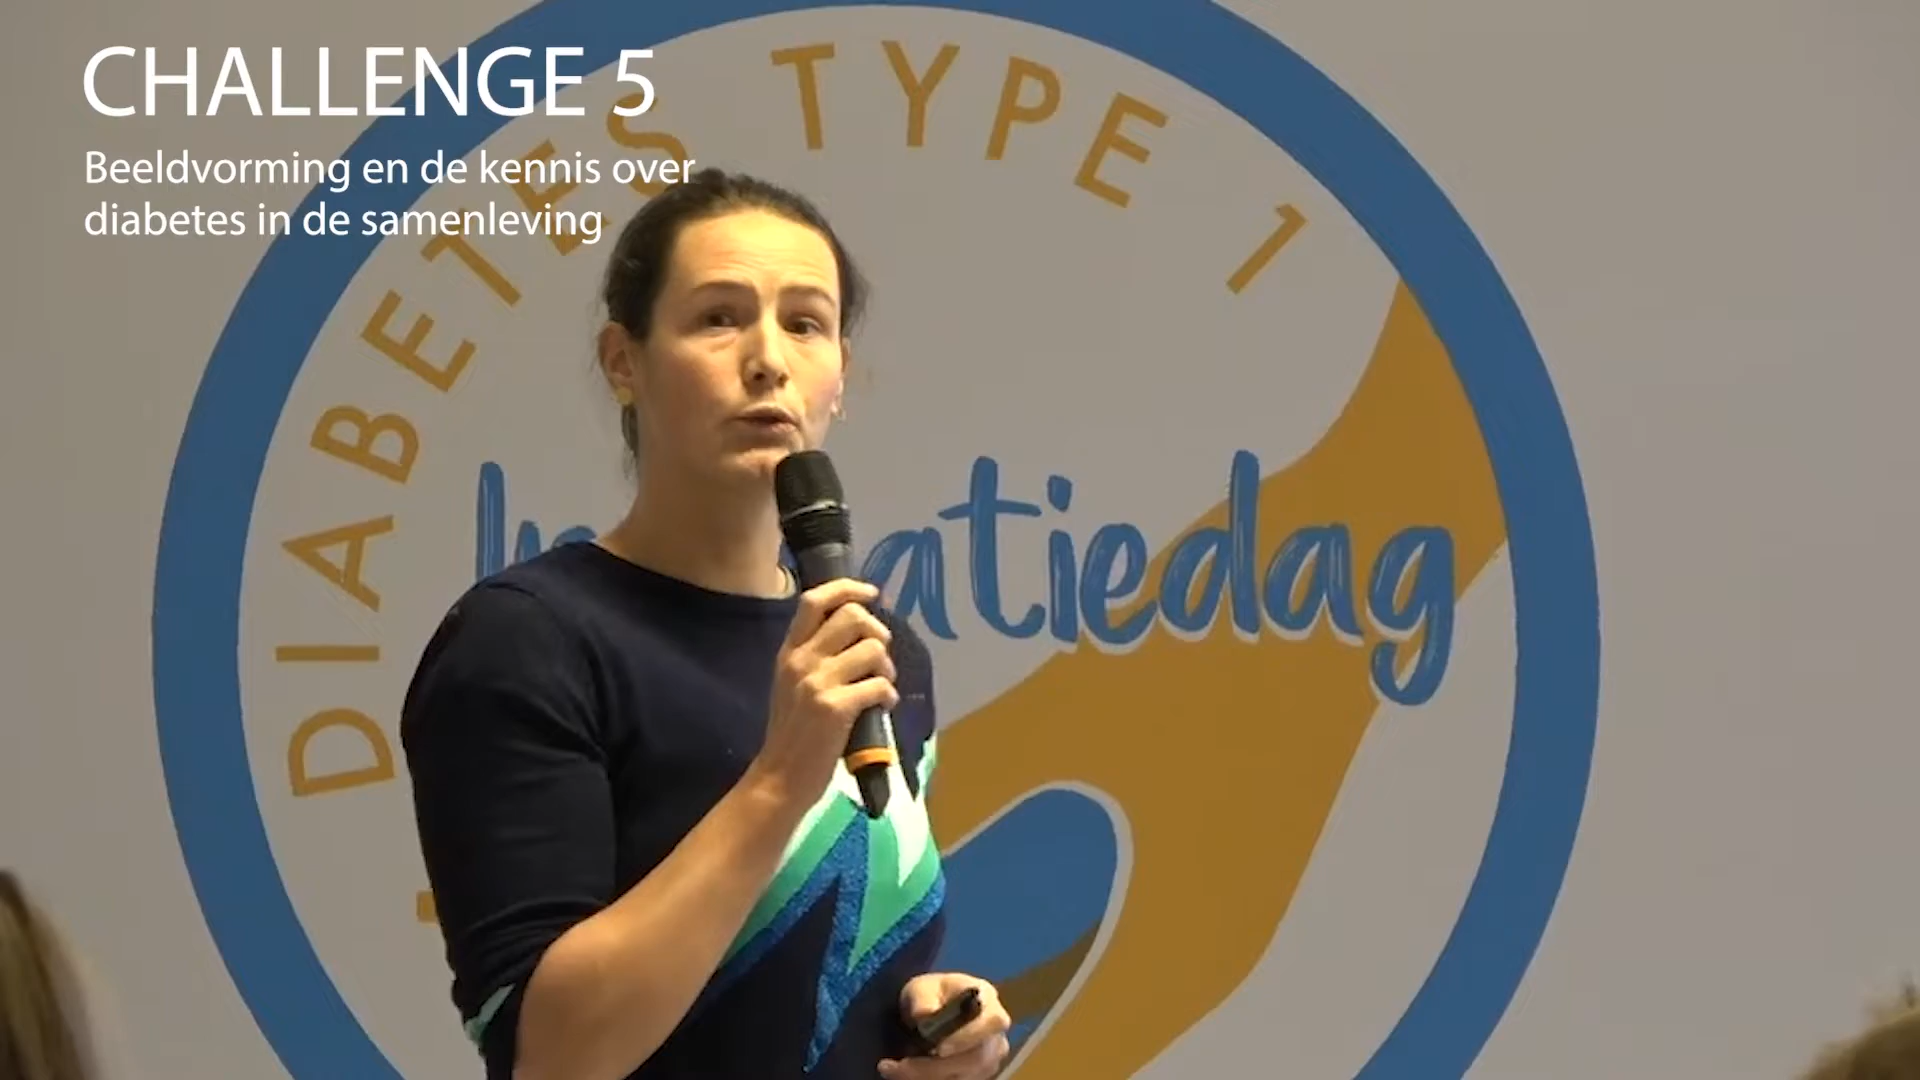 CHALLENGE 5
Beeldvorming en de kennis over
diabetes in de samenleving
DIABETES TYPE 1